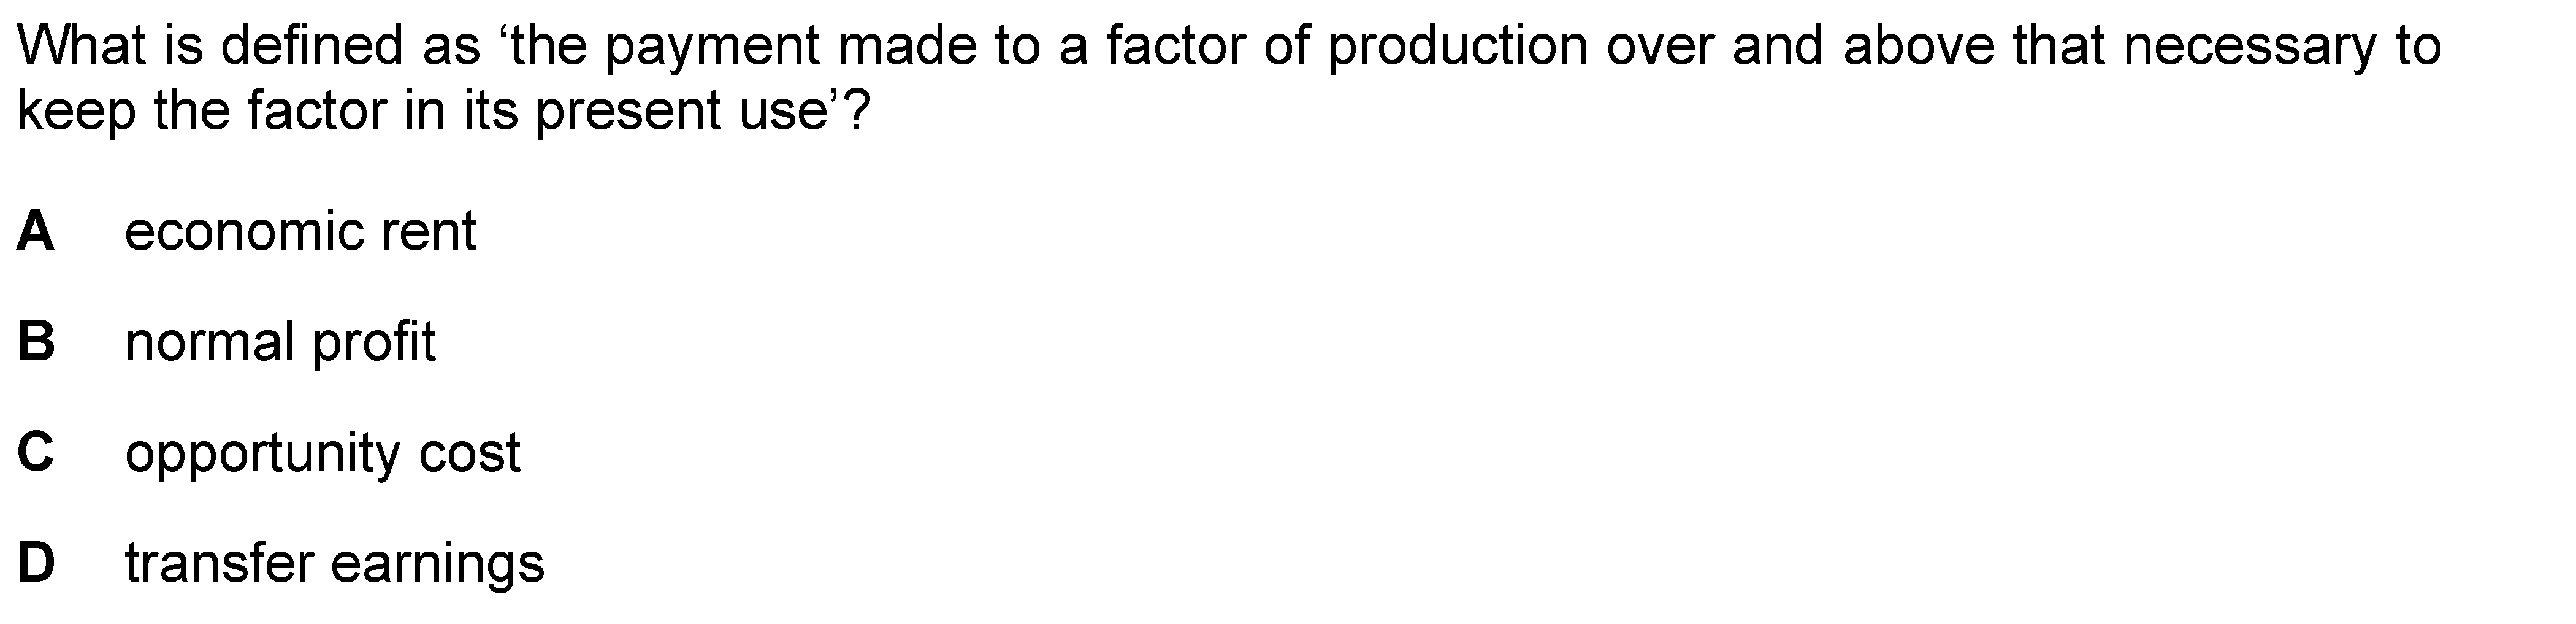 What is defined as ‘the payment made to a factor of production over and above that necessary to
keep the factor in its present use’?
A economic rent
B normal profit
C opportunity cost
D transfer earnings